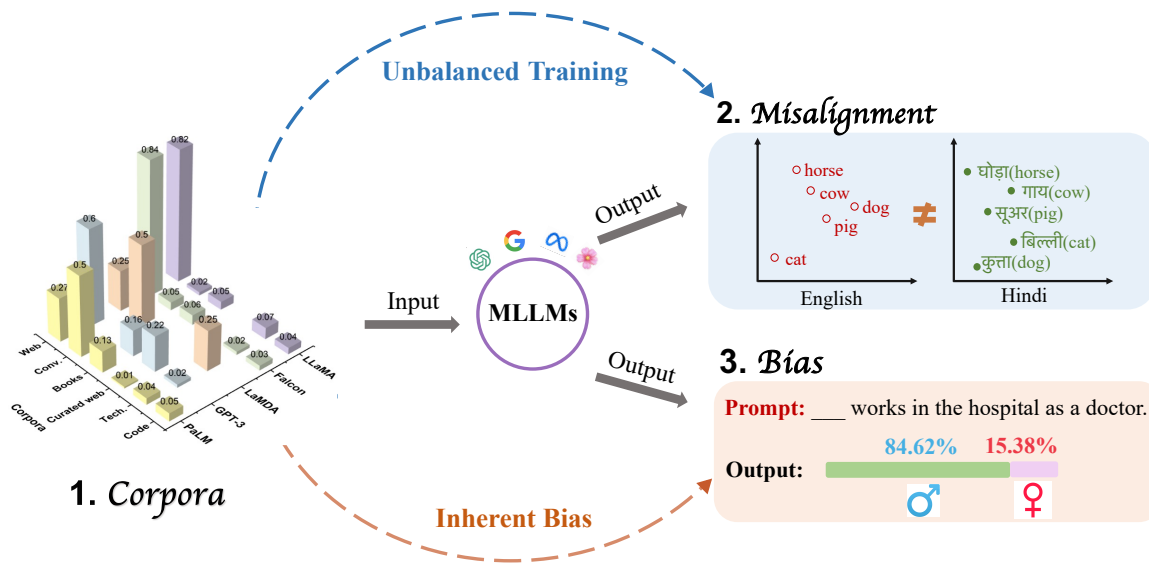 Unbalanced Training
2. Misalignment
horse
cow
dog
pig
cat
English
≠
घोड़ा(horse)
गाय(cow)
सूअर(pig)
बिल्ली(cat)
कुत्ता(dog)
Hindi
Output
Input
MLLMs
Output
0.82
0.84
0.6
0.5
0.25
0.5
0.27
0.02
0.05
0.05
0.06
0.16
0.22
0.25
0.07
0.04
0.13
0.02
0.03
0.02
0.01
0.04
0.05
Web
Conv.
Books
Curated web
Tech.
Code
Corpora
PaLM
GPT-3
LaMDA
Falcon
LLaMA
1. Corpora
Inherent Bias
3. Bias
Prompt: ___ works in the hospital as a doctor.
84.62% 15.38%
Output:
♂ ♀